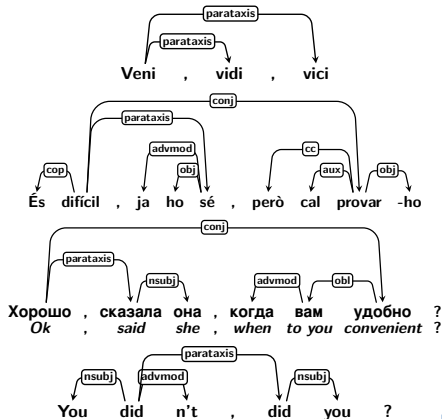 parataxis
parataxis
Veni , vidi , vici
conj
parataxis
cop advmod obj cc aux obj
És difícil , ja ho sé , però cal provar -ho
conj
parataxis nsubj advmod obl
Хорошо , сказала она , когда вам удобно ?
Ok , said she , when to you convenient ?
parataxis
nsubj advmod nsubj
You did n't , did you ?